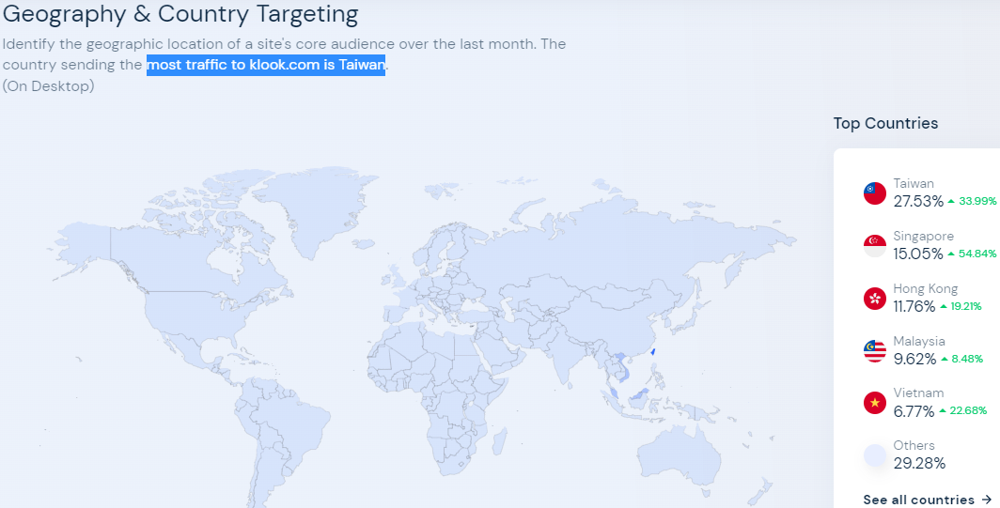 Geography & Country Targeting
Identify the geographic location of a site's core audience over the last month. The
country sending the most traffic to klook.com is Taiwan.
(On Desktop)
Top Countries
Taiwan
27.53% 33.99%
Singapore
15.05% 54.84%
Hong Kong
11.76% 19.21%
Malaysia
9.62% 8.48%
Vietnam
6.77% 22.68%
Others
29.28%
See all countries →